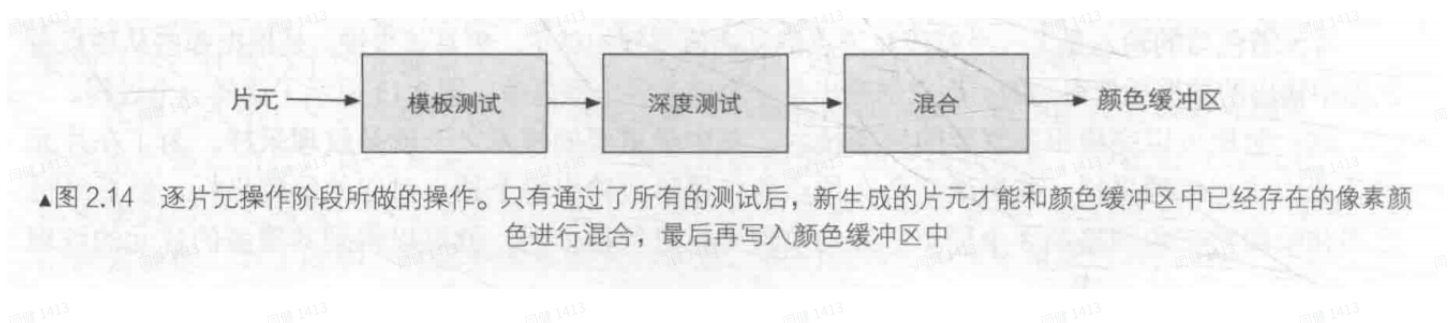 片元 模板测试 深度测试 混合 颜色缓冲区
▲图 2.14 逐片元操作阶段所做的操作。只有通过了所有的测试后，新生成的片元才能和颜色缓冲区中已经存在的像素颜
色进行混合，最后再写入颜色缓冲区中